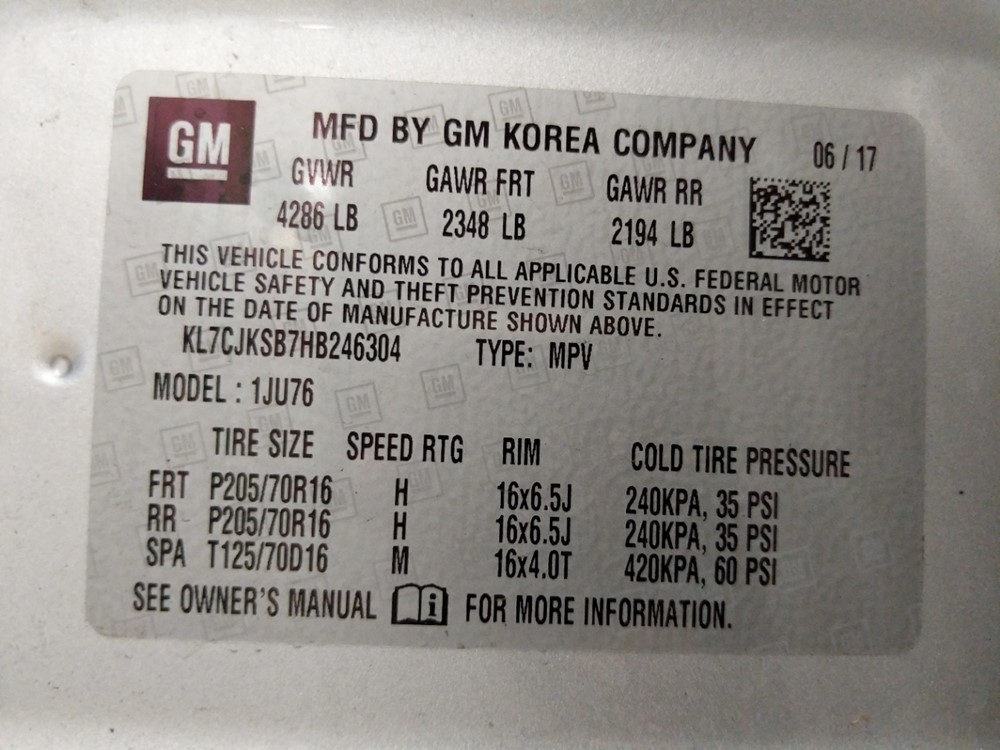 GM
MFD BY GM KOREA COMPANY 06 / 17
GVWR GAWR FRT GAWR RR
4286 LB 2348 LB 2194 LB
THIS VEHICLE CONFORMS TO ALL APPLICABLE U.S. FEDERAL MOTOR
VEHICLE SAFETY AND THEFT PREVENTION STANDARDS IN EFFECT
ON THE DATE OF MANUFACTURE SHOWN ABOVE.
KL7CJKSB7HB246304 TYPE: MPV
MODEL : 1JU76
TIRE SIZE SPEED RTG RIM COLD TIRE PRESSURE
FRT P205/70R16 H 16x6.5J 240KPA, 35 PSI
RR P205/70R16 H 16x6.5J 240KPA, 35 PSI
SPA T125/70D16 M 16x4.0T 420KPA, 60 PSI
SEE OWNER'S MANUAL i FOR MORE INFORMATION.